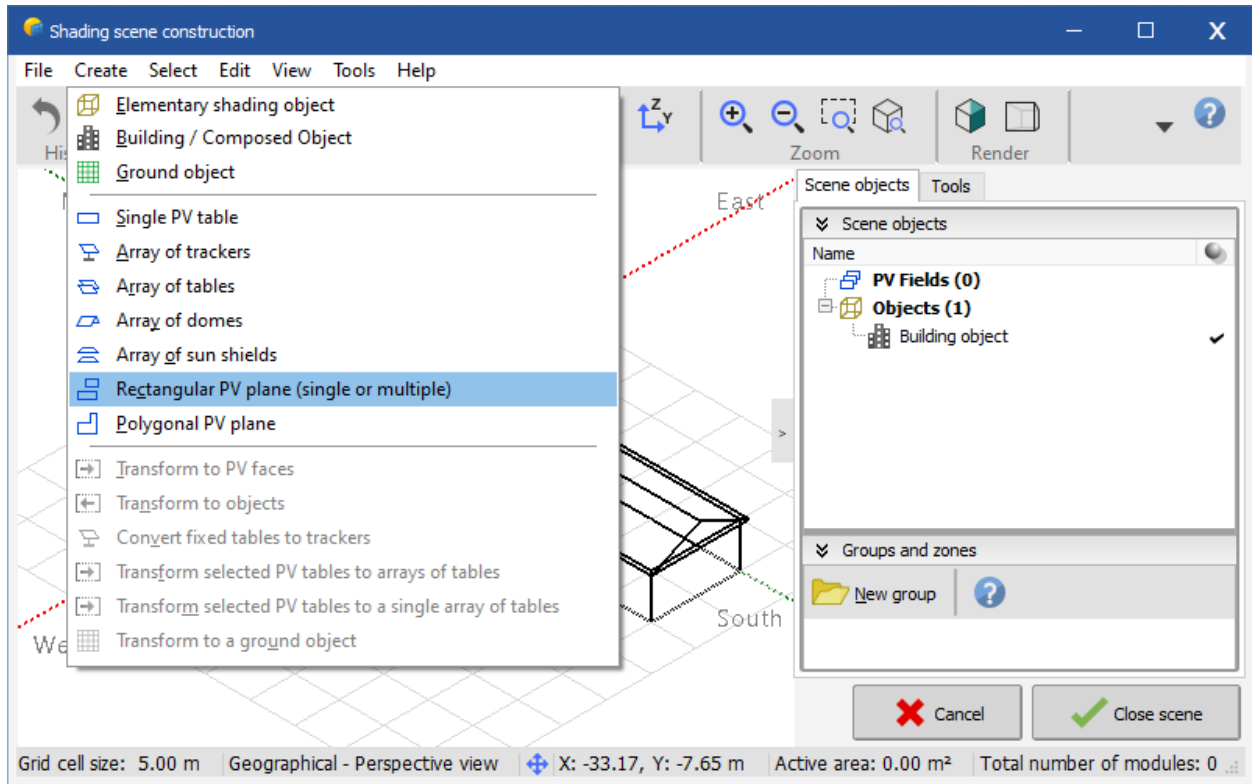 Shading scene construction
File Create Select Edit View Tools Help
Elementary shading object
Building / Composed Object
Ground object
Single PV table
Array of trackers
Array of tables
Array of domes
Array of sun shields
Rectangular PV plane (single or multiple)
Polygonal PV plane
Transform to PV faces
Transform to objects
Convert fixed tables to trackers
Transform selected PV tables to arrays of tables
Transform selected PV tables to a single array of tables
Transform to a ground object
His
Z
Y
Zoom
Render
?
N
East
South
We
>
Scene objects Tools
Scene objects
Name
PV Fields (0)
Objects (1)
Building object
Groups and zones
New group
?
Cancel
Close scene
Grid cell size: 5.00 m Geographical - Perspective view X: -33.17, Y: -7.65 m Active area: 0.00 m² Total number of modules: 0